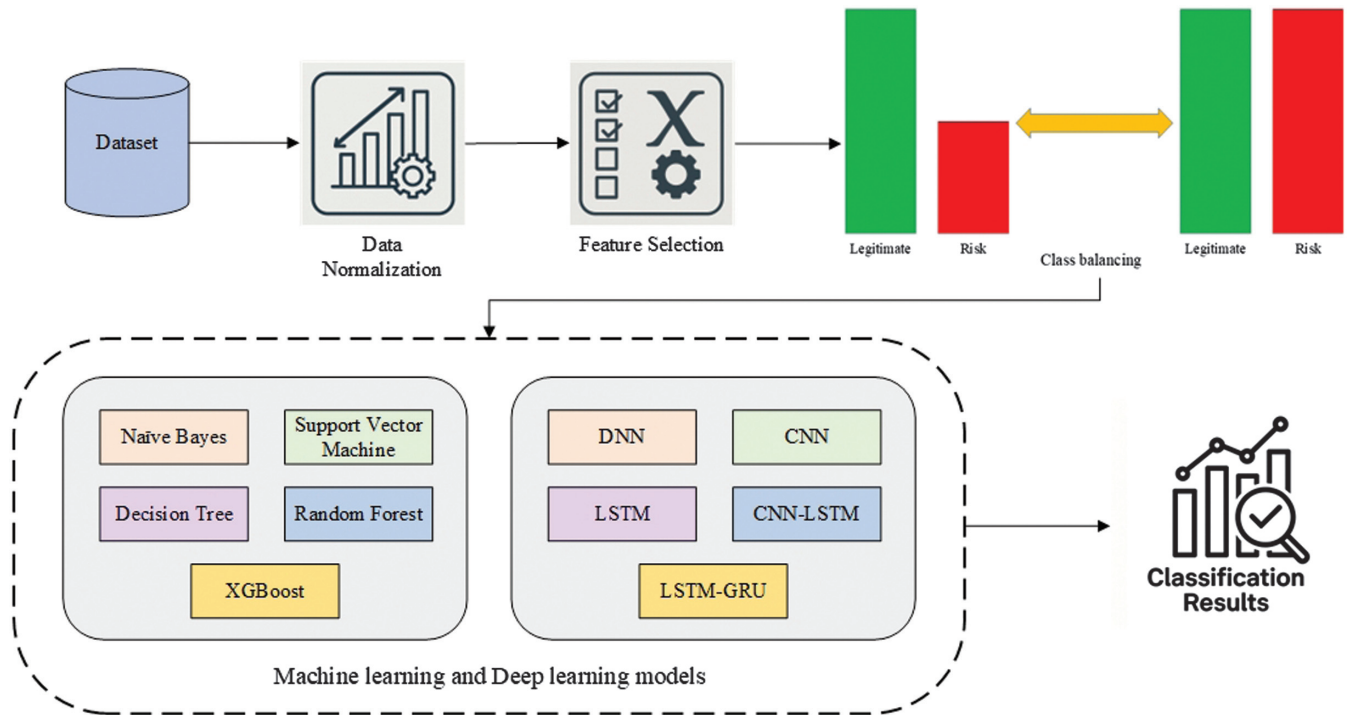 Dataset
Data
Normalization
Feature Selection
Legitimate
Risk
Class balancing
Legitimate
Risk
Naïve Bayes
Support Vector
Machine
Decision Tree
Random Forest
XGBoost
DNN
CNN
LSTM
CNN-LSTM
LSTM-GRU
Machine learning and Deep learning models
Classification
Results